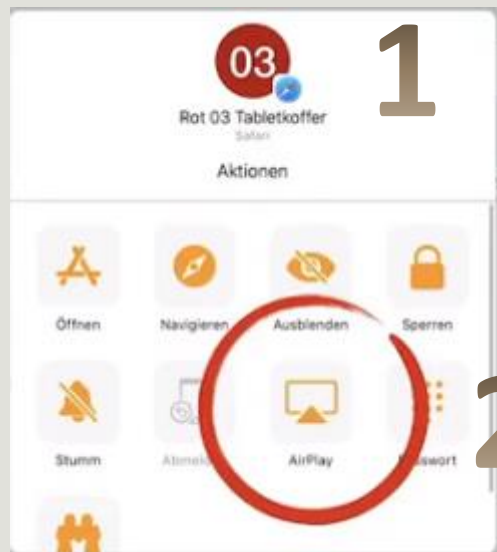 03
1
Rot 03 Tabletkoffer
Safari
Aktionen
Öffnen
Navigieren
Ausblenden
Sperren
Stumm
AirPlay
2